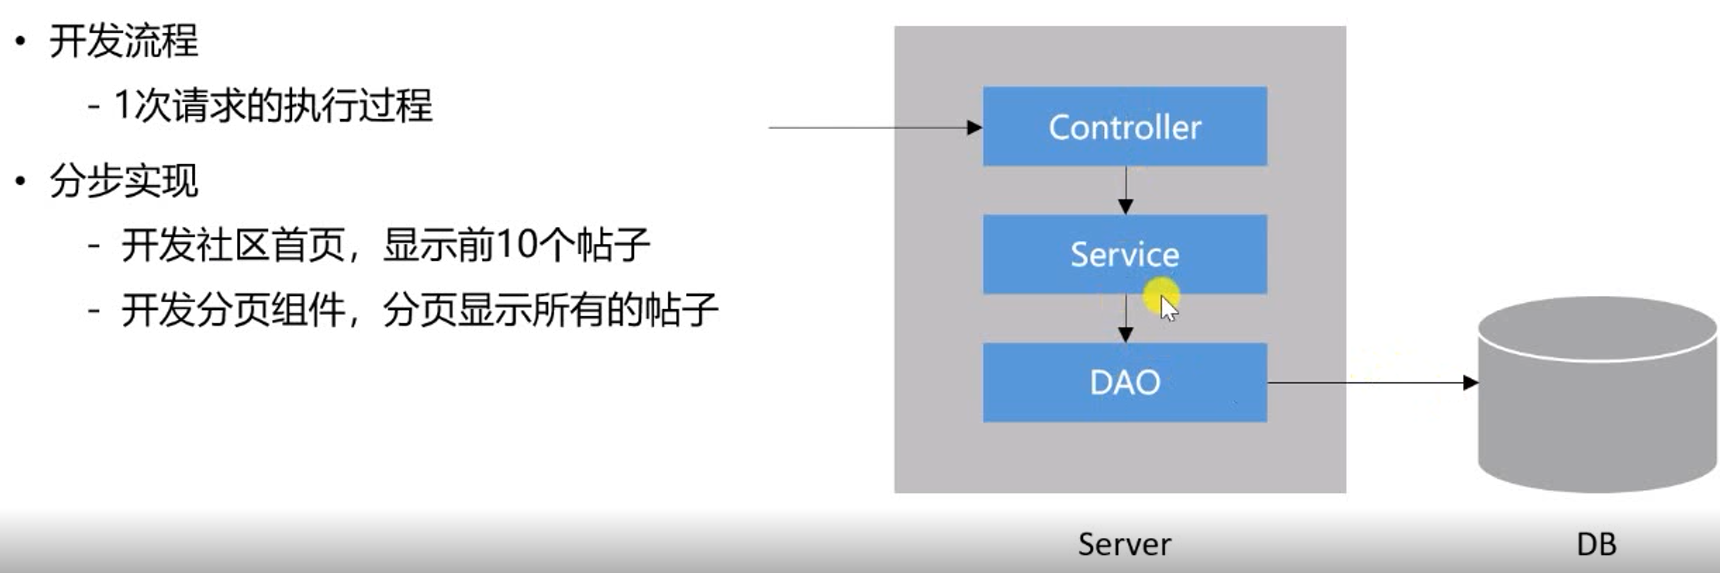 • 开发流程
- 1次请求的执行过程
• 分步实现
- 开发社区首页，显示前10个帖子
- 开发分页组件，分页显示所有的帖子
Controller
Service
DAO
Server
DB